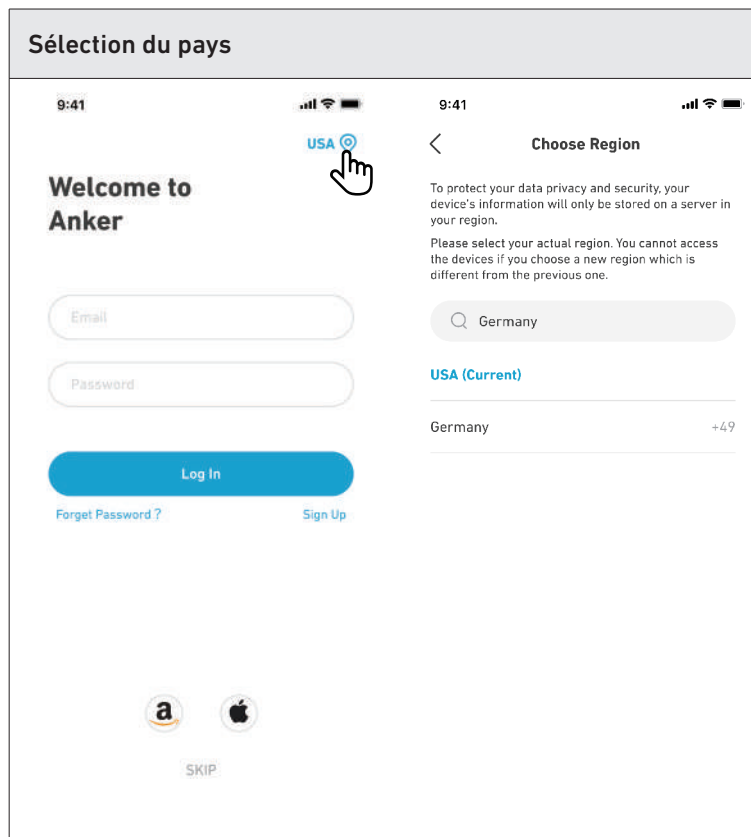 Sélection du pays
9:41
USA
Welcome to
Anker
Email
Password
Log In
Forget Password ?
Sign Up
a
SKIP
9:41
Choose Region
To protect your data privacy and security, your
device's information will only be stored on a server in
your region.
Please select your actual region. You cannot access
the devices if you choose a new region which is
different from the previous one.
Germany
USA (Current)
Germany +49